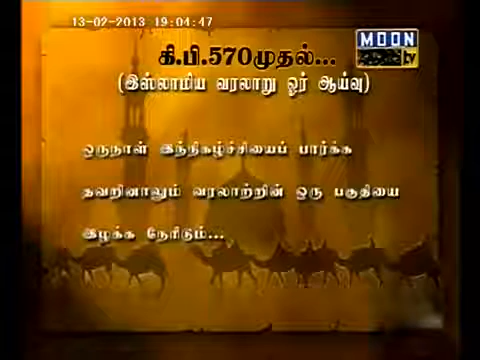 13-02-2013 19:04:47
MOON
tv
கி.பி.570முதல்...
(இஸ்லாமிய வரலாறு ஓர் ஆய்வு)
ஒருநாள் இந்நிகழ்ச்சியைப் பார்க்க
தவறினாலும் வரலாற்றின் ஒரு பகுதியை
இழக்க நேரிடும்...